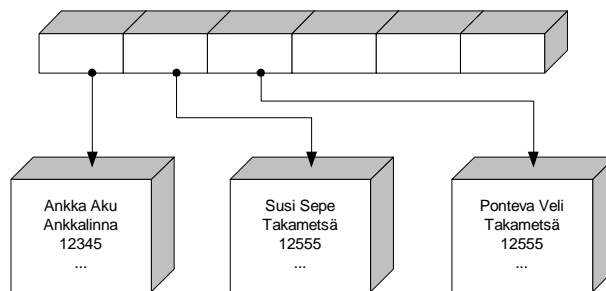 Ankka Aku
Ankkalinna
12345
...
Susi Sepe
Takametsä
12555
...
Ponteva Veli
Takametsä
12555
...